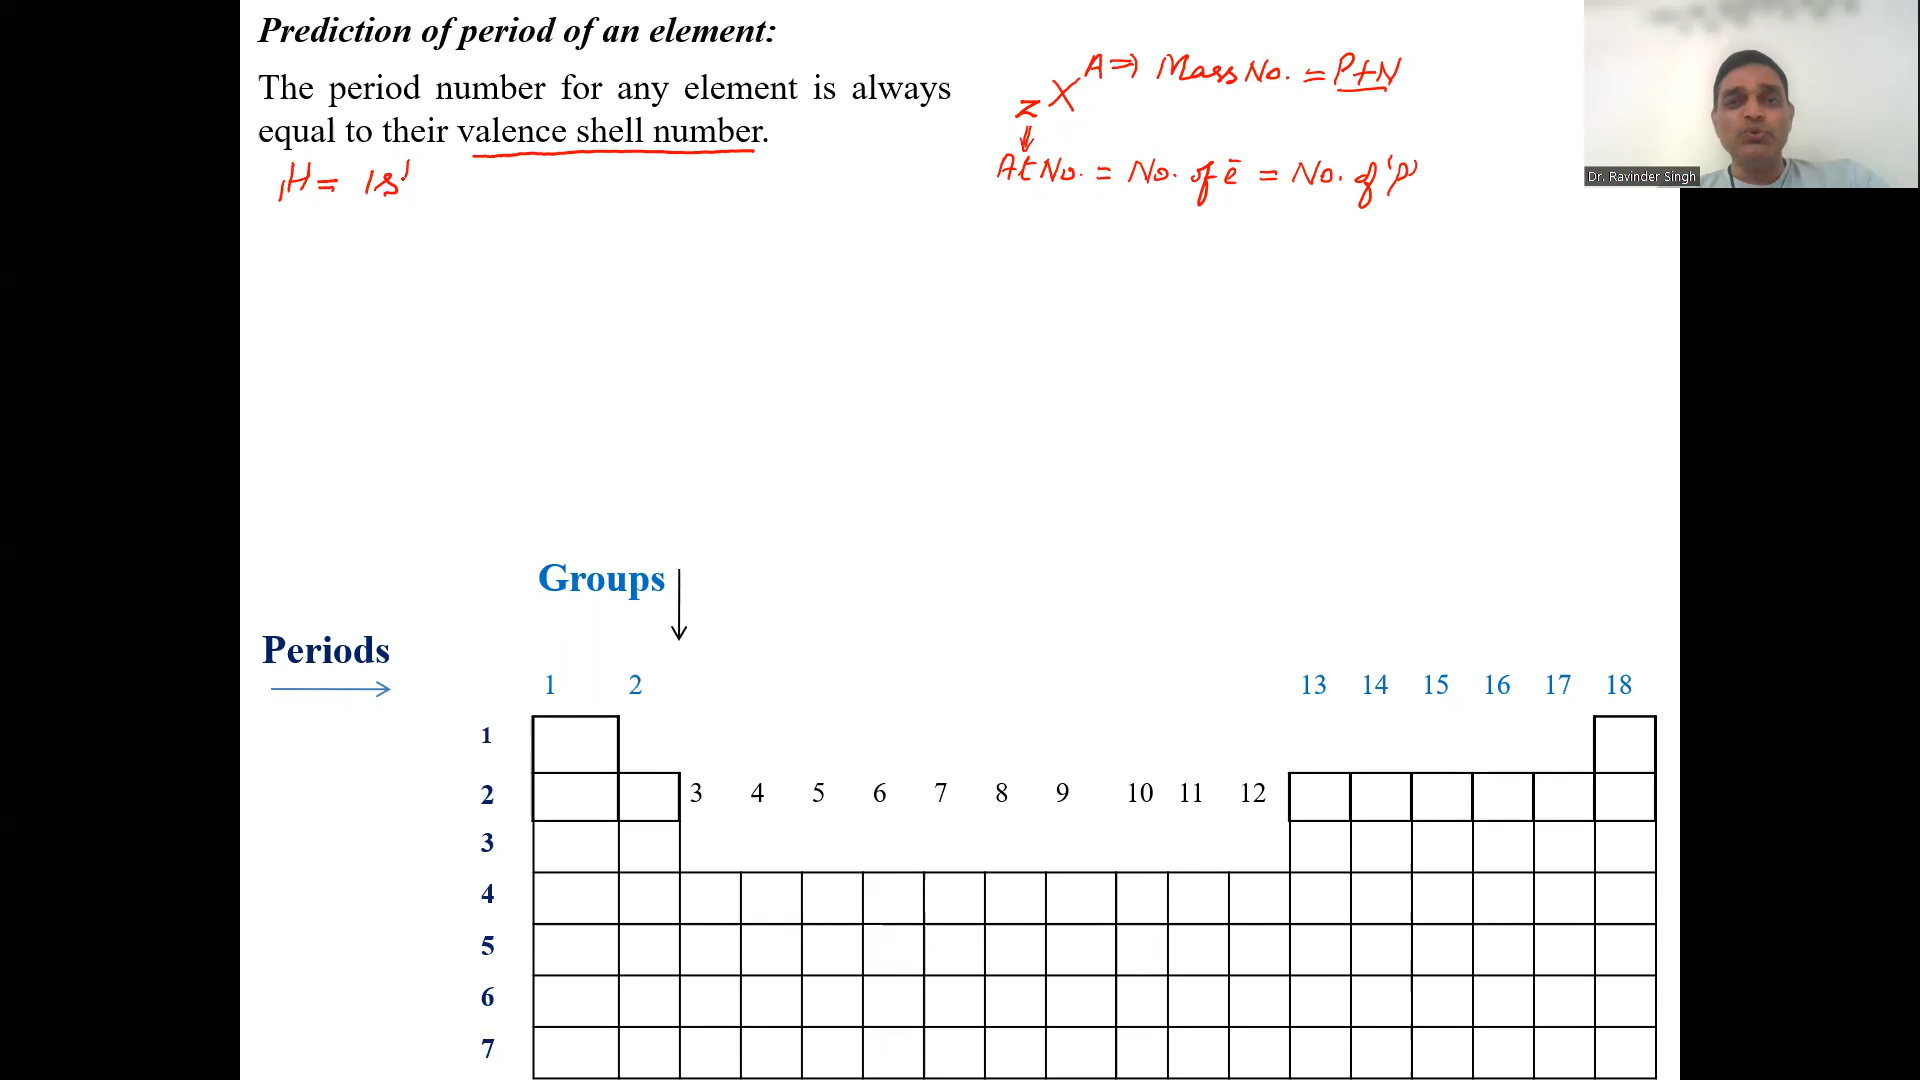 Prediction of period of an element:
The period number for any element is always
equal to their valence shell number.
₁H = 1s¹
zXᴬ ⇒ Mass No. = P+N
At No. = No. of ē = No. of 'p'
Dr. Ravinder Singh
Groups
Periods
1 2 13 14 15 16 17 18
1
2 3 4 5 6 7 8 9 10 11 12
3
4
5
6
7